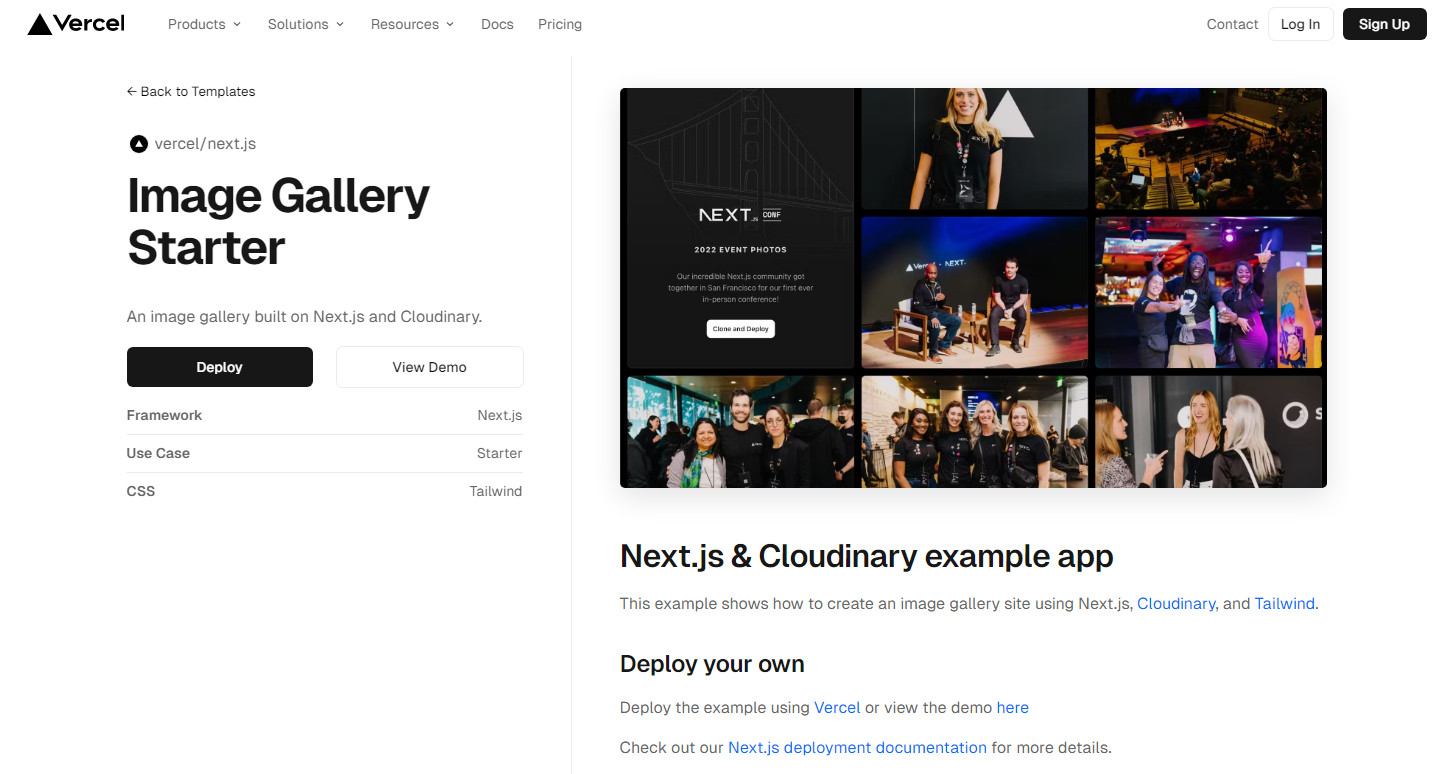 Vercel
Products
Solutions
Resources
Docs
Pricing
Contact
Log In
Sign Up
← Back to Templates
vercel/next.js
Image Gallery
Starter
An image gallery built on Next.js and Cloudinary.
Deploy
View Demo
Framework
Next.js
Use Case
Starter
CSS
Tailwind
NEXT.JS CONF
2022 EVENT PHOTOS
Our incredible Next.js community got
together in San Francisco for our first ever
in-person conference!
Clone and Deploy
Vercel NEXT
Next.js & Cloudinary example app
This example shows how to create an image gallery site using Next.js, Cloudinary, and Tailwind.
Deploy your own
Deploy the example using Vercel or view the demo here
Check out our Next.js deployment documentation for more details.